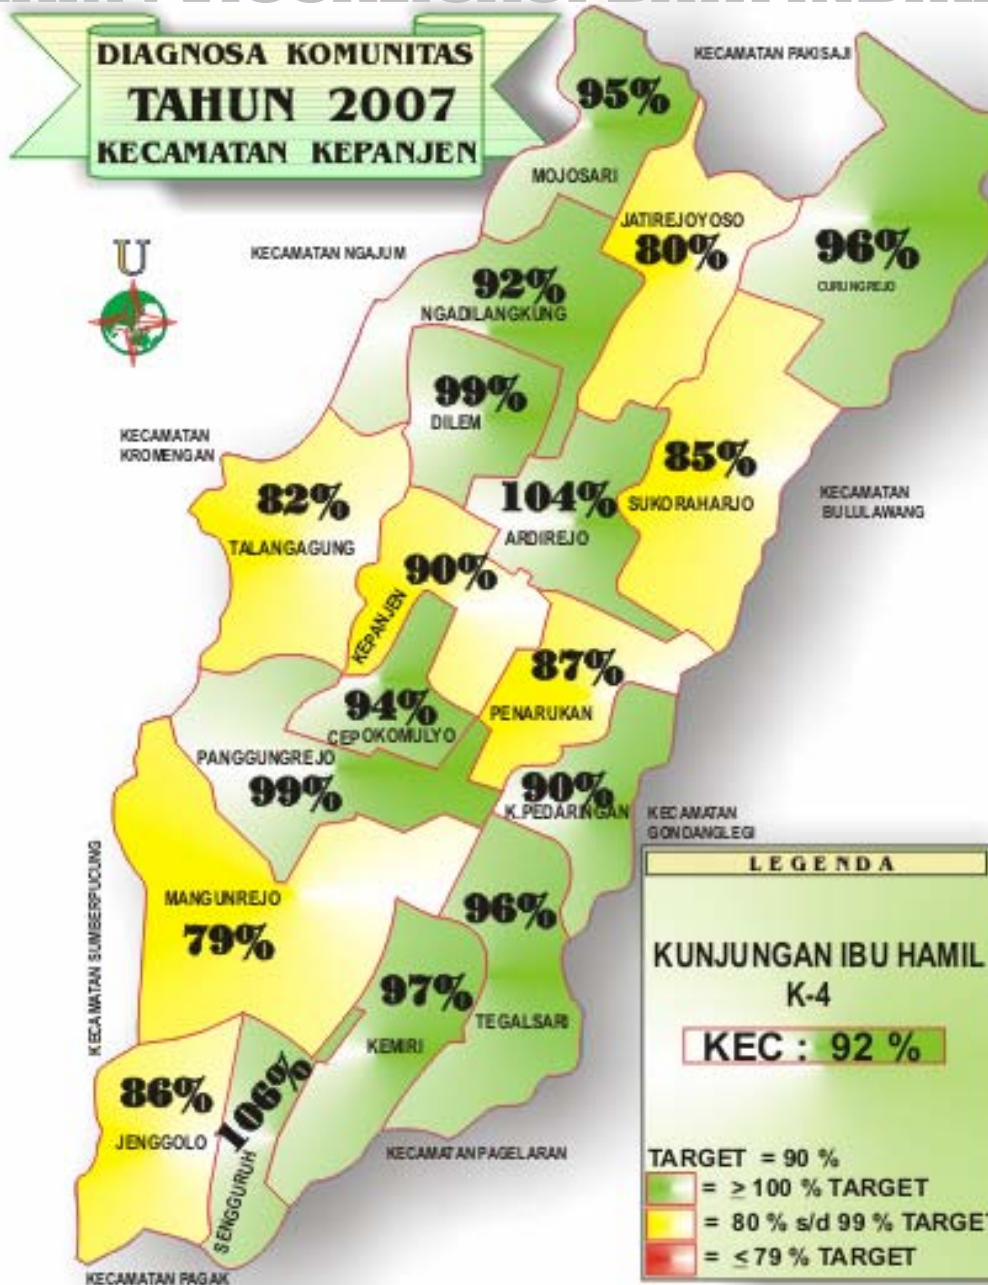 DIAGNOSA KOMUNITAS
TAHUN 2007
KECAMATAN KEPANJEN
KECAMATAN PAKISAJI
95%
MOJOSARI
JATIREJOYOSO
80%
96%
CURUNGREJO
U
KECAMATAN NGAJUM
92%
NGADILANGKUNG
99%
DILEM
KECAMATAN
KROMENGAN
82%
TALANGAGUNG
104%
ARDIREJO
85%
SUKORAHARJO
KECAMATAN
BULULAWANG
90%
KEPANJEN
87%
PENARUKAN
94%
CEPOKOMULYO
PANGGUNGREJO
99%
90%
K.PEDARINGAN
KECAMATAN
GONDANGLEGI
KECAMATAN SUMBERPUCUNG
MANGUNREJO
79%
96%
TEGALSARI
97%
KEMIRI
86%
JENGGOLO
106%
SENGGURUH
KECAMATAN PAGELARAN
KECAMATAN PAGAK
LEGENDA
KUNJUNGAN IBU HAMIL
K-4
KEC : 92 %
TARGET = 90 %
= ≥ 100 % TARGET
= 80 % s/d 99 % TARGET
= ≤ 79 % TARGET